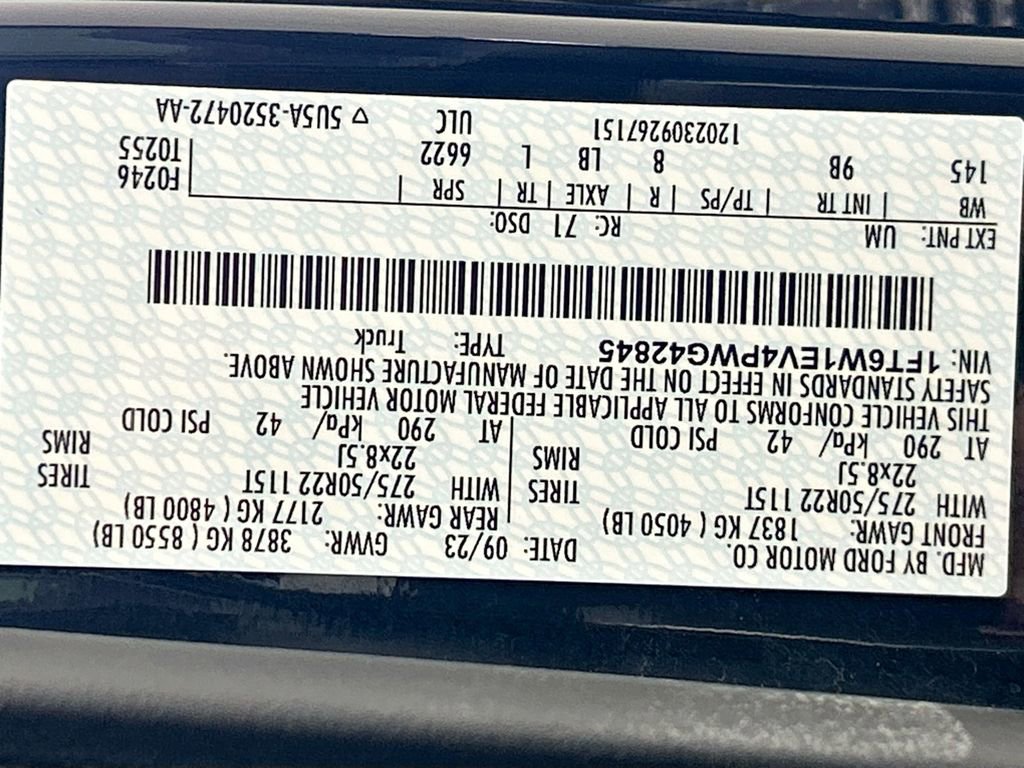 MFD. BY FORD MOTOR CO. DATE: 09/23 GVWR: 3878 KG ( 8550 LB)
FRONT GAWR: 1837 KG ( 4050 LB) REAR GAWR: 2177 KG ( 4800 LB)
WITH 275/50R22 115T TIRES WITH 275/50R22 115T TIRES
22x8.5J RIMS 22x8.5J RIMS
AT 290 kPa/ 42 PSI COLD AT 290 kPa/ 42 PSI COLD
THIS VEHICLE CONFORMS TO ALL APPLICABLE FEDERAL MOTOR VEHICLE
SAFETY STANDARDS IN EFFECT ON THE DATE OF MANUFACTURE SHOWN ABOVE.
VIN: 1FT6W1EV4PWG42845 TYPE: Truck
EXT PNT: UM RC: 71 DSO:
WB | INT TR | TP/PS | R | AXLE | TR | SPR | F0246
145 9B 8 LB L 6622 T0255
1202309267151 ULC ▽ 5U5A-3520472-AA